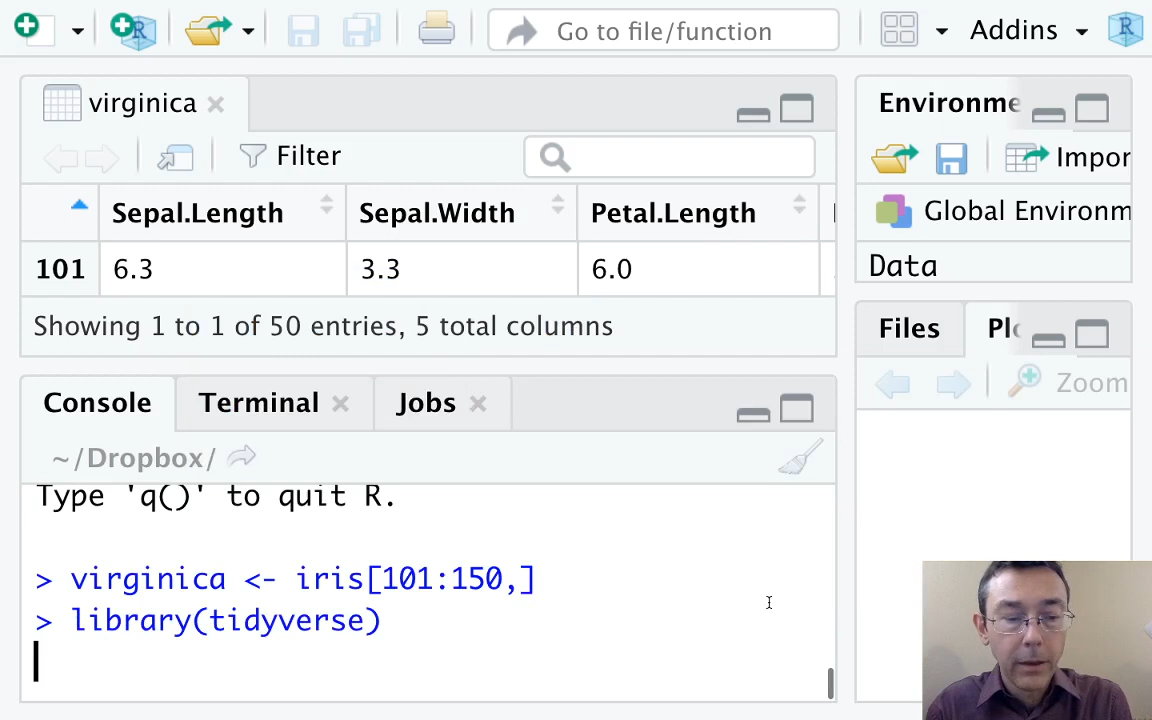 Go to file/function
Addins
virginica
Filter
Sepal.Length Sepal.Width Petal.Length
101 6.3 3.3 6.0
Showing 1 to 1 of 50 entries, 5 total columns
Console Terminal Jobs
~/Dropbox/
Type 'q()' to quit R.
> virginica <- iris[101:150,]
> library(tidyverse)
Environme
Impor
Global Environm
Data
Files Plo
Zoom